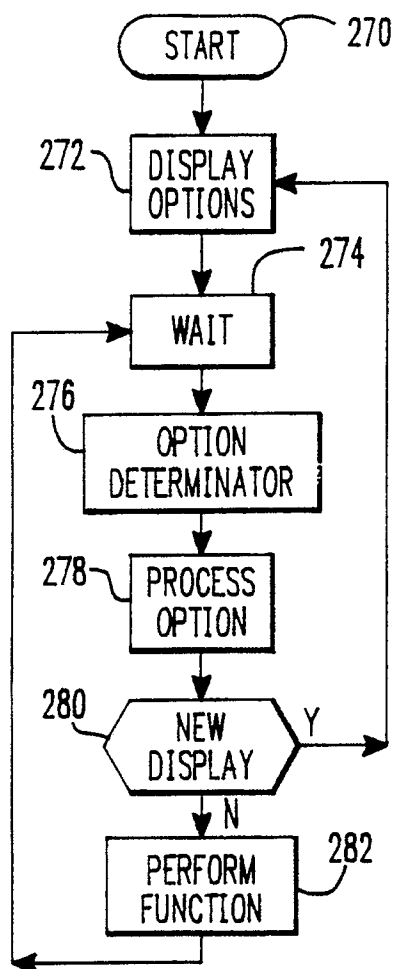 START
270
272
DISPLAY
OPTIONS
274
WAIT
276
OPTION
DETERMINATOR
278
PROCESS
OPTION
280
NEW
DISPLAY
Y
N
PERFORM
FUNCTION
282